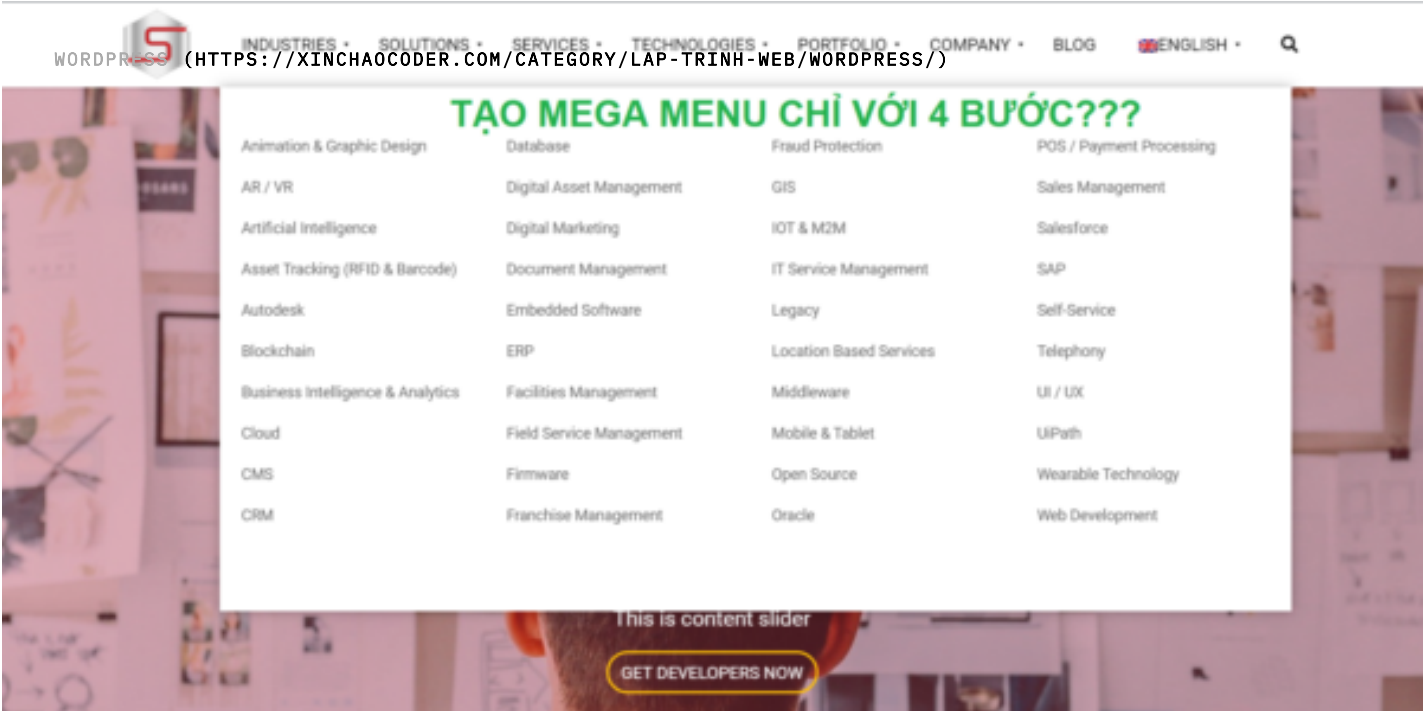 INDUSTRIES SOLUTIONS SERVICES TECHNOLOGIES PORTFOLIO COMPANY BLOG ENGLISH
WORDPRESS (HTTPS://XINCHAOCODER.COM/CATEGORY/LAP-TRINH-WEB/WORDPRESS/)
TẠO MEGA MENU CHỈ VỚI 4 BƯỚC???
Animation & Graphic Design Database Fraud Protection POS / Payment Processing
AR / VR Digital Asset Management GIS Sales Management
Artificial Intelligence Digital Marketing IOT & M2M Salesforce
Asset Tracking (RFID & Barcode) Document Management IT Service Management SAP
Autodesk Embedded Software Legacy Self-Service
Blockchain ERP Location Based Services Telephony
Business Intelligence & Analytics Facilities Management Middleware UI / UX
Cloud Field Service Management Mobile & Tablet UiPath
CMS Firmware Open Source Wearable Technology
CRM Franchise Management Oracle Web Development
This is content slider
GET DEVELOPERS NOW